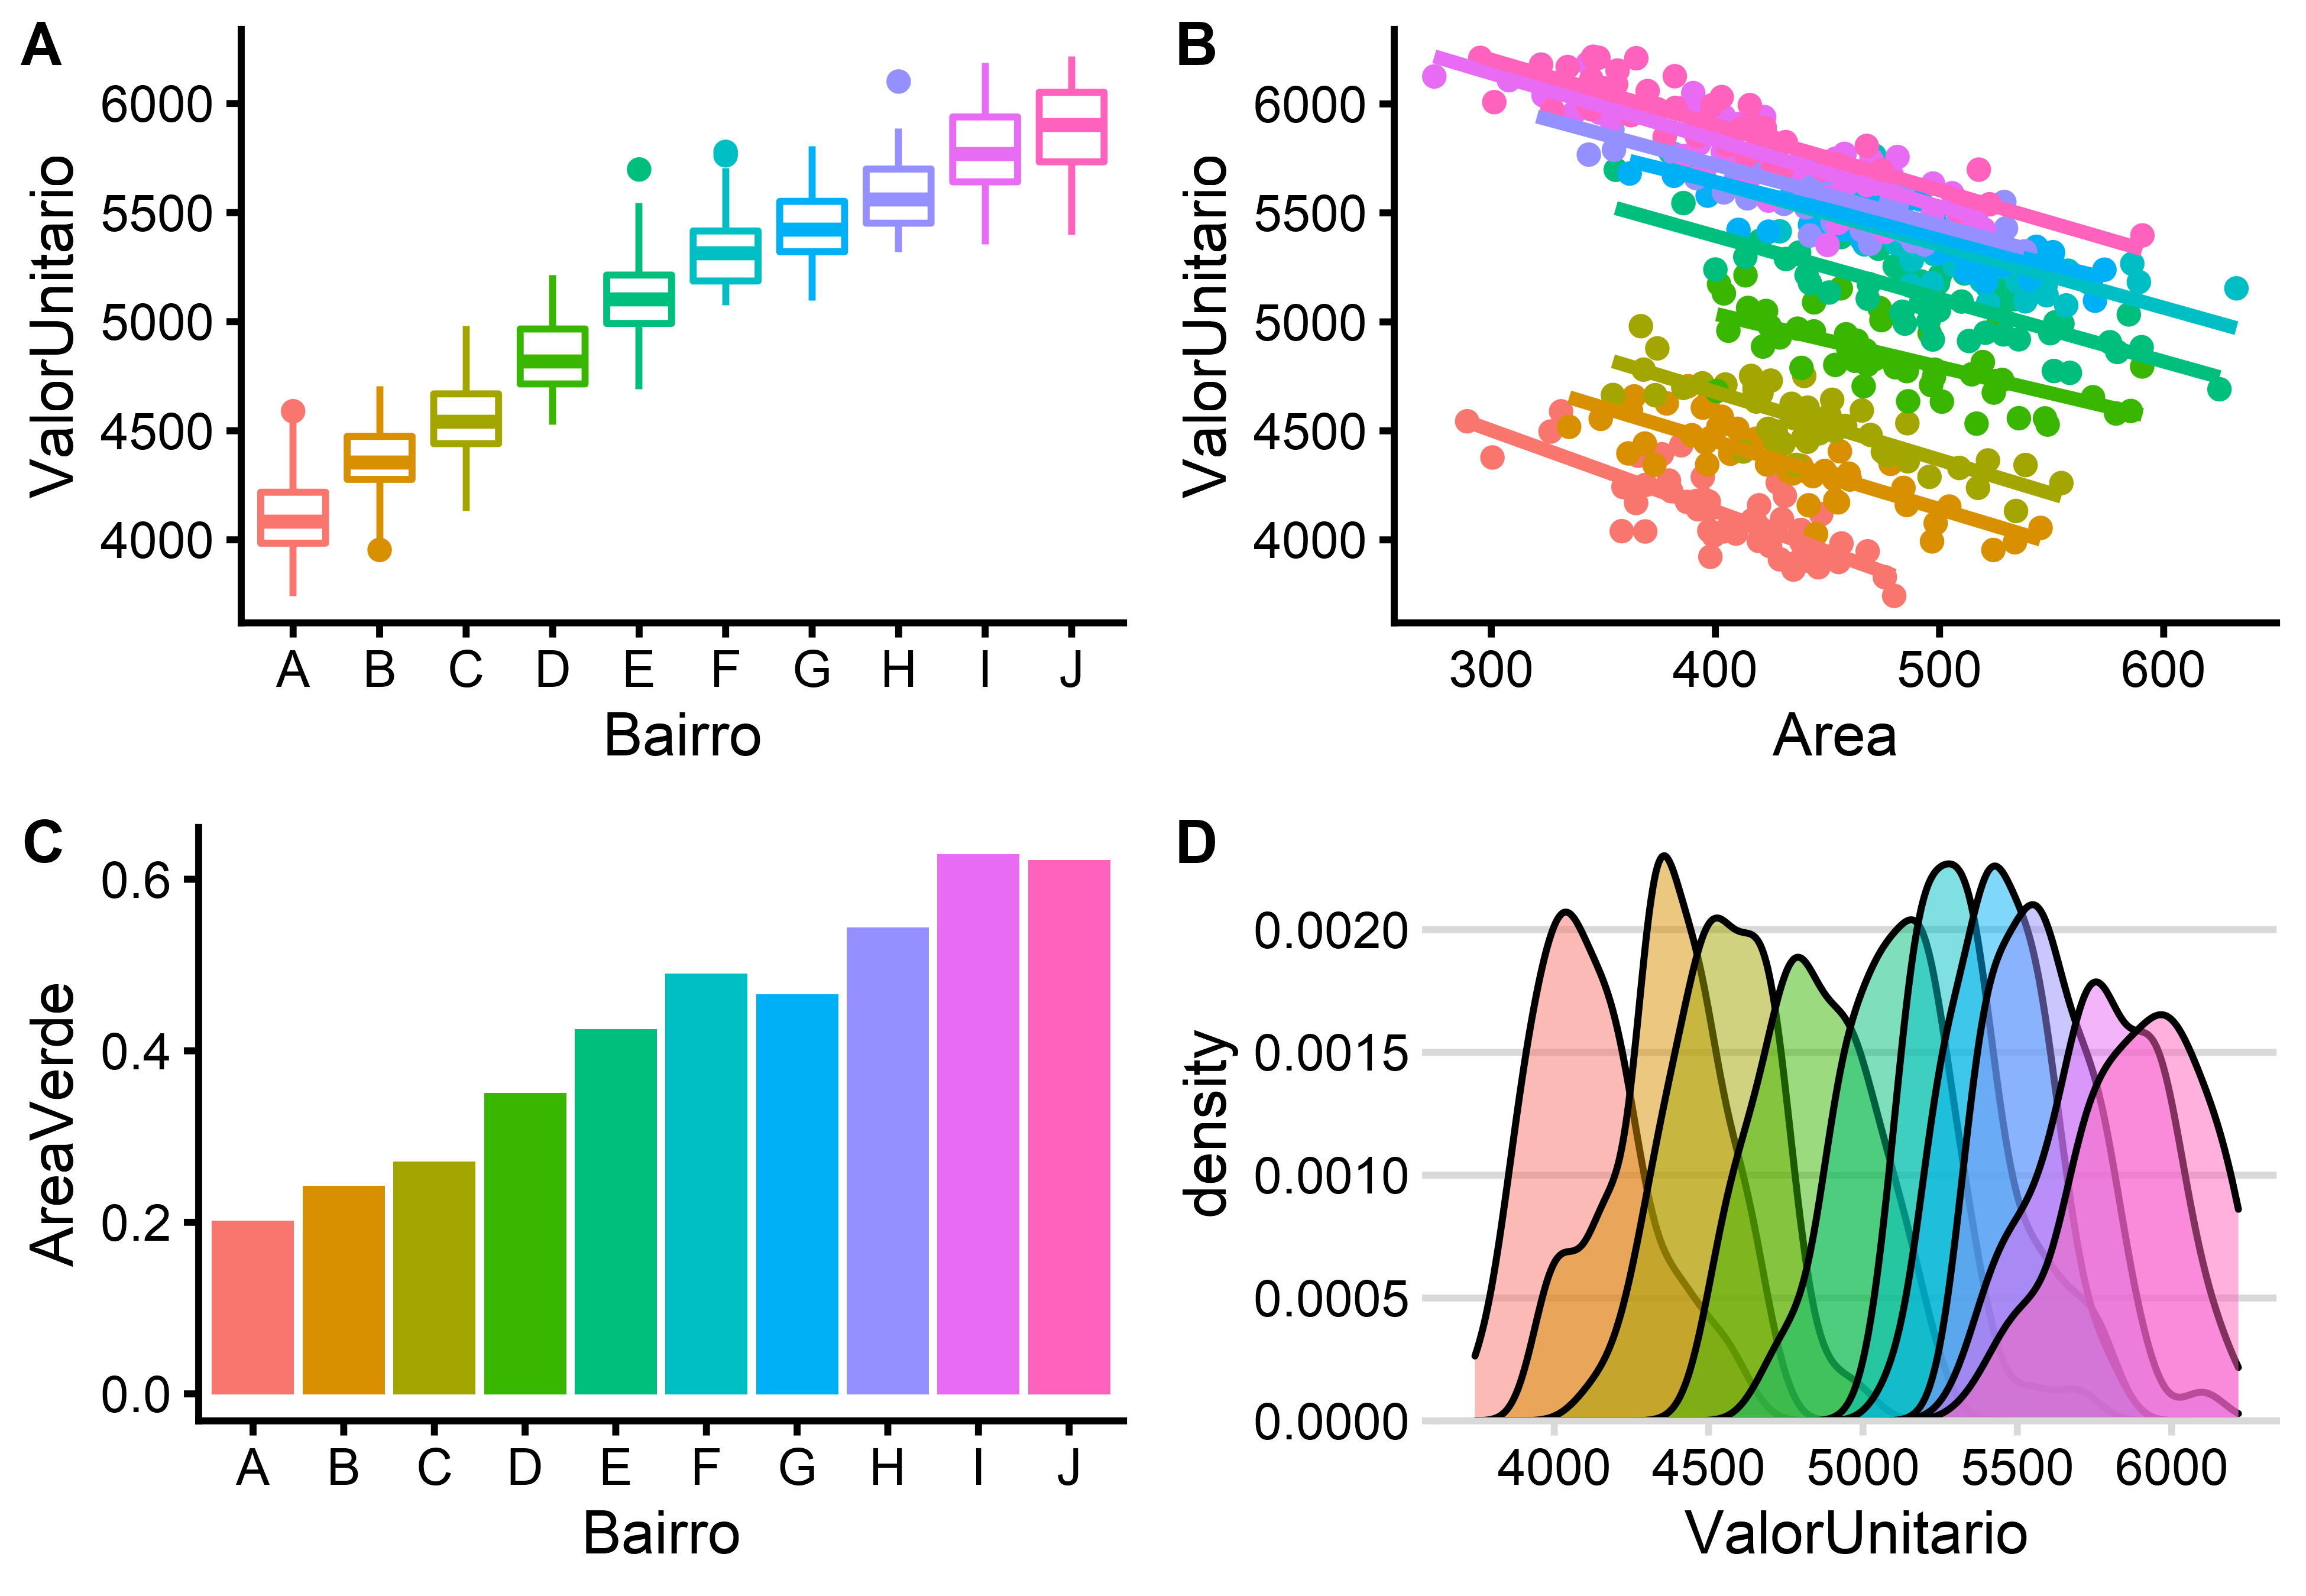 A
ValorUnitario
6000
5500
5000
4500
4000
A B C D E F G H I J
Bairro
B
ValorUnitario
6000
5500
5000
4500
4000
300 400 500 600
Area
C
AreaVerde
0.6
0.4
0.2
0.0
A B C D E F G H I J
Bairro
D
density
0.0020
0.0015
0.0010
0.0005
0.0000
4000 4500 5000 5500 6000
ValorUnitario